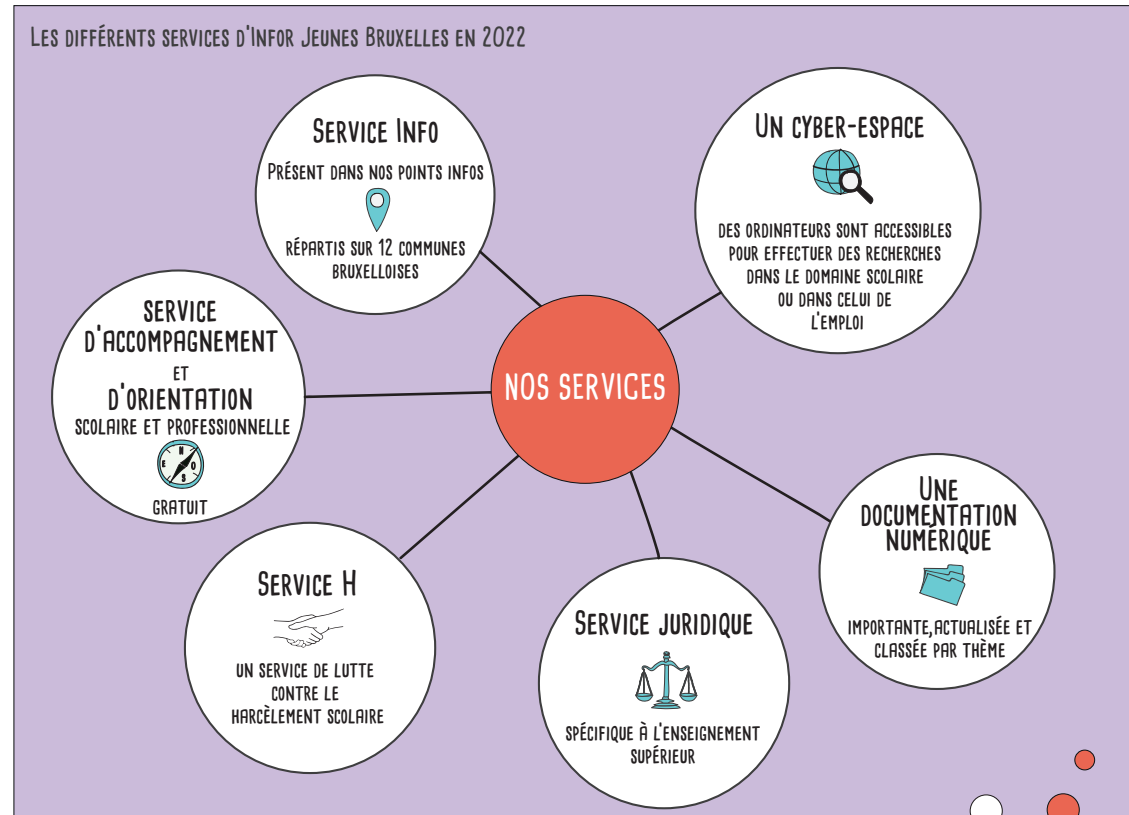 Les différents services d'Infor Jeunes Bruxelles en 2022
Service Info
Présent dans nos points infos
répartis sur 12 communes
bruxelloises
Un cyber-espace
des ordinateurs sont accessibles
pour effectuer des recherches
dans le domaine scolaire
ou dans celui de
l'emploi
service
d'accompagnement
et
d'orientation
scolaire et professionnelle
N
E O
S
gratuit
NOS SERVICES
Une
documentation
numérique
importante,actualisée et
classée par thème
Service H
un service de lutte
contre le
harcèlement scolaire
Service juridique
spécifique à l'enseignement
supérieur